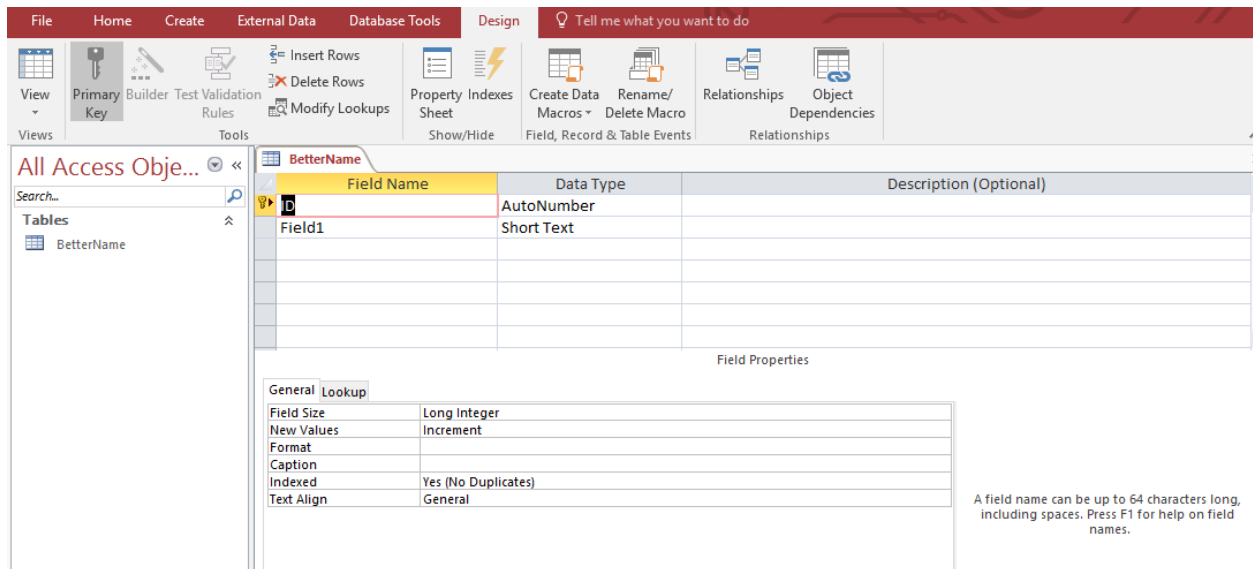 File Home Create External Data Database Tools Design Tell me what you want to do
View Primary Key Builder Test Validation Rules
Insert Rows
Delete Rows
Modify Lookups
Property Sheet Indexes
Create Data Macros Rename/ Delete Macro
Relationships Object Dependencies
Views Tools Show/Hide Field, Record & Table Events Relationships
All Access Obje... «
Search...
Tables
BetterName
BetterName
Field Name Data Type Description (Optional)
ID AutoNumber
Field1 Short Text
Field Properties
General Lookup
Field Size Long Integer
New Values Increment
Format
Caption
Indexed Yes (No Duplicates)
Text Align General
A field name can be up to 64 characters long,
including spaces. Press F1 for help on field
names.